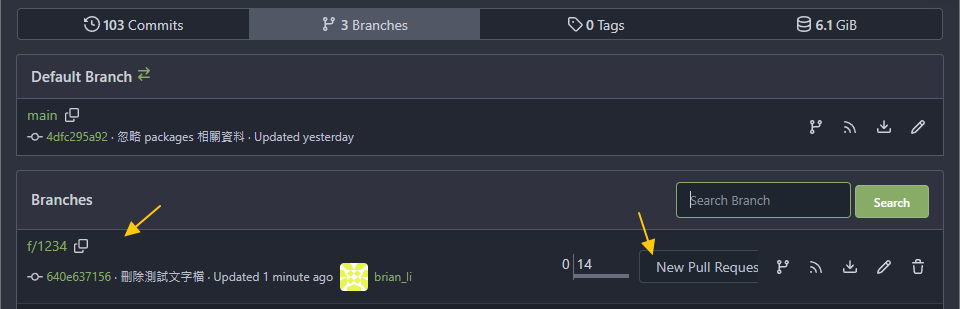 103 Commits 3 Branches 0 Tags 6.1 GiB
Default Branch
main
4dfc295a92 · 忽略 packages 相關資料 · Updated yesterday
Branches Search Branch Search
f/1234
640e637156 · 刪除測試文字檔 · Updated 1 minute ago brian_li 0 14 New Pull Reques